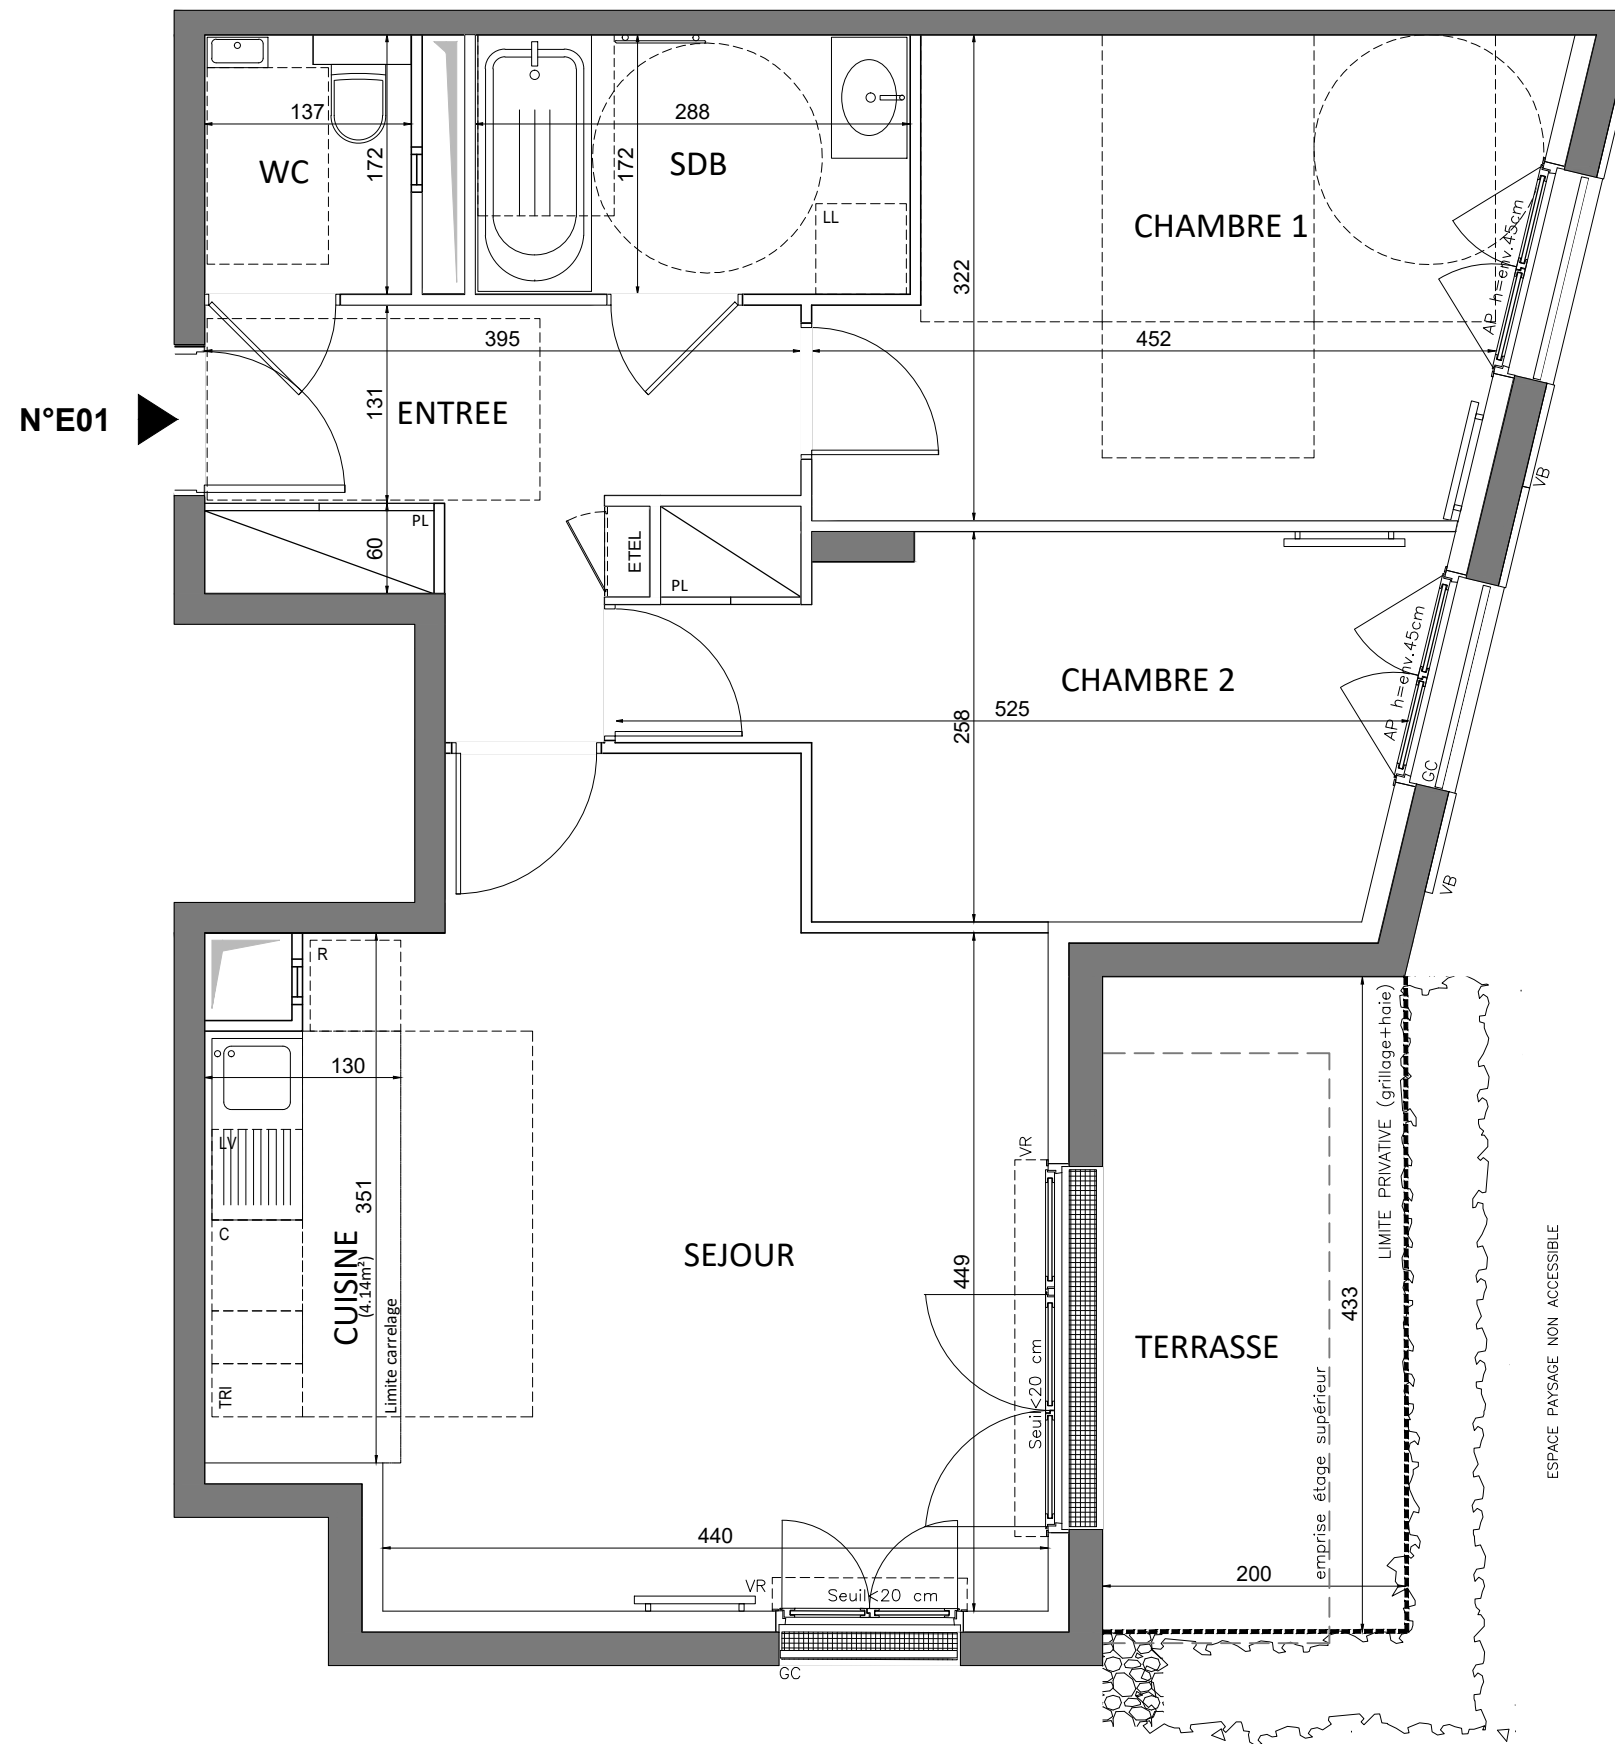 137
172
WC
288
172
SDB
LL
CHAMBRE 1
322
AP h=env.45cm
395
452
N°E01
131
ENTREE
PL
60
ETEL
PL
VB
CHAMBRE 2
525
258
AP h=env.45cm
GC
VB
R
130
LV
351
C
CUISINE
(4.14m²)
Limite carrelage
TRI
SEJOUR
449
VR
Seuil<20 cm
TERRASSE
433
LIMITE PRIVATIVE (grillage+haie)
emprise étage supérieur
ESPACE PAYSAGE NON ACCESSIBLE
200
440
VR
Seuil<20 cm
GC